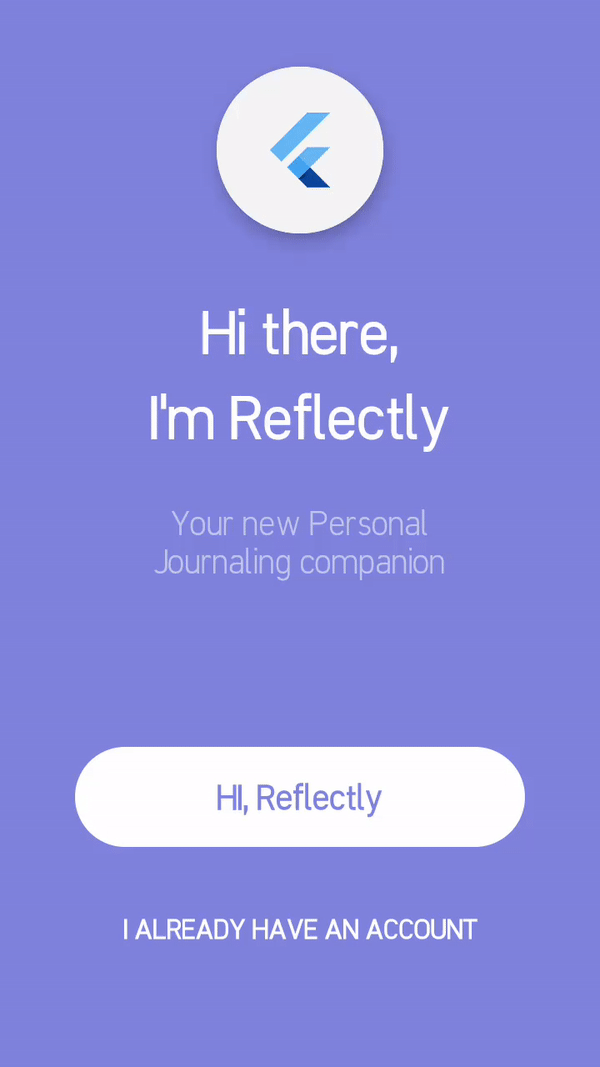 Hi there,
I'm Reflectly
Your new Personal
Journaling companion
HI, Reflectly
I ALREADY HAVE AN ACCOUNT